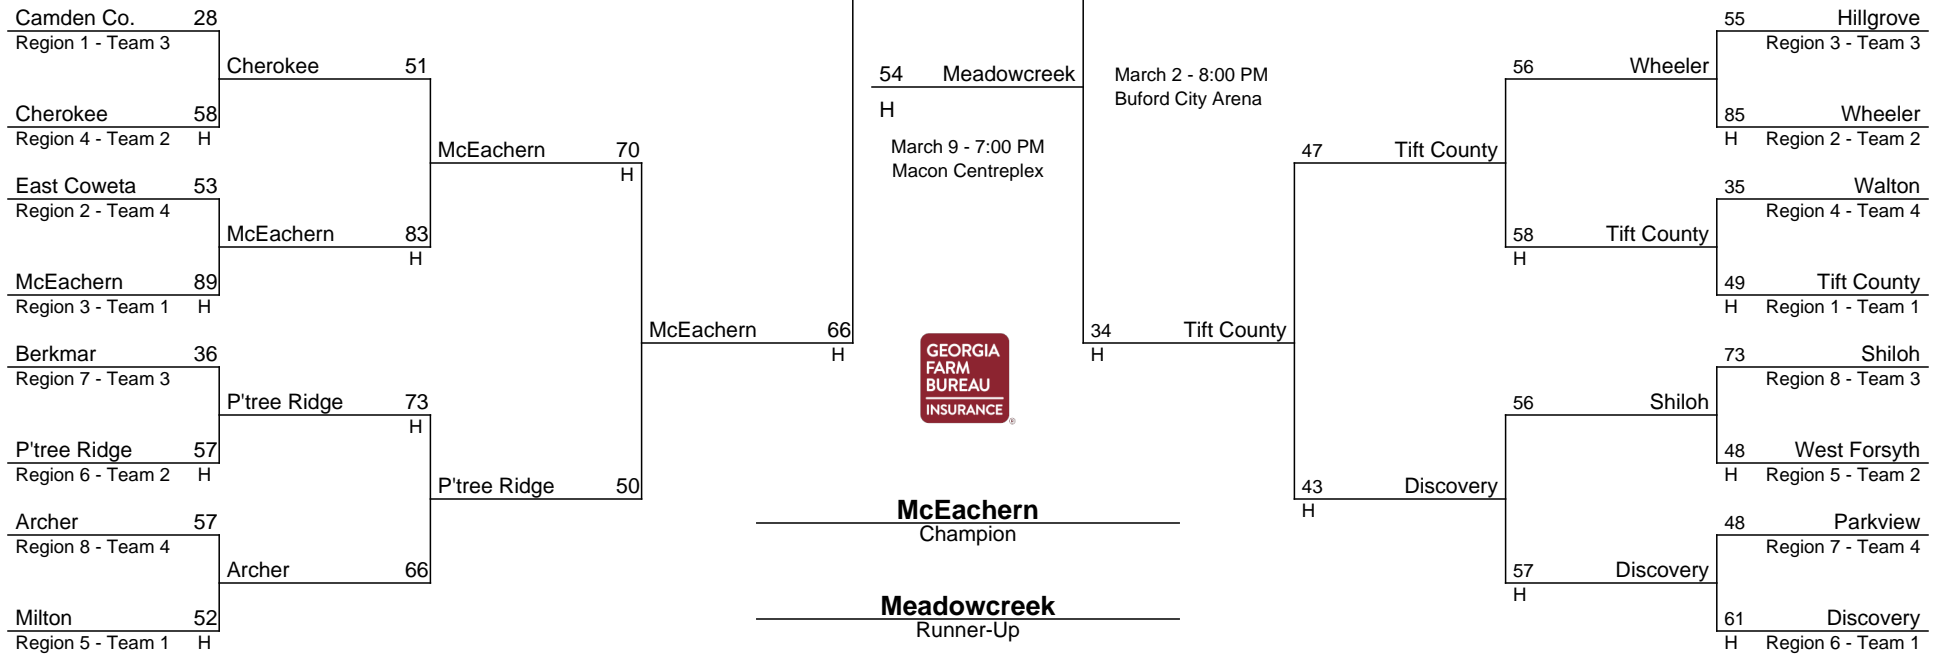 Camden Co. 28
Region 1 - Team 3
Cherokee 51
Cherokee 58
Region 4 - Team 2 H
McEachern 70
H
East Coweta 53
Region 2 - Team 4
McEachern 83
H
McEachern 89
Region 3 - Team 1 H
McEachern 66
H
Berkmar 36
Region 7 - Team 3
P'tree Ridge 73
H
P'tree Ridge 57
Region 6 - Team 2 H
P'tree Ridge 50
Archer 57
Region 8 - Team 4
Archer 66
Milton 52
Region 5 - Team 1 H
54 Meadowcreek
H
March 9 - 7:00 PM
Macon Centreplex
March 2 - 8:00 PM
Buford City Arena
GEORGIA
FARM
BUREAU
INSURANCE
®
McEachern
Champion
Meadowcreek
Runner-Up
55 Hillgrove
Region 3 - Team 3
56 Wheeler
85 Wheeler
H Region 2 - Team 2
47 Tift County
35 Walton
Region 4 - Team 4
58 Tift County
H
49 Tift County
H Region 1 - Team 1
34 Tift County
H
73 Shiloh
Region 8 - Team 3
56 Shiloh
48 West Forsyth
H Region 5 - Team 2
43 Discovery
H
48 Parkview
Region 7 - Team 4
57 Discovery
H
61 Discovery
H Region 6 - Team 1